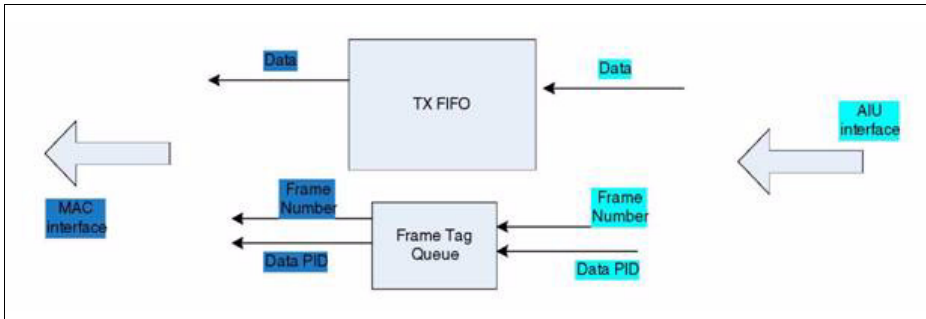 Data
Data
TX FIFO
AIU
interface
MAC
interface
Frame
Number
Frame
Number
Frame Tag
Queue
Data PID
Data PID